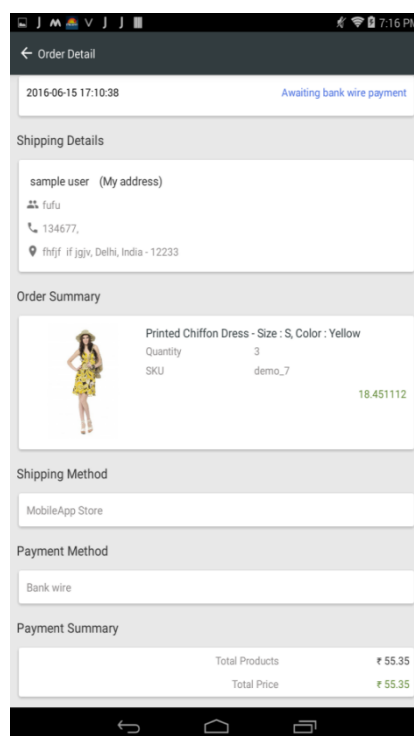 7:16 PM
Order Detail
2016-06-15 17:10:38 Awaiting bank wire payment
Shipping Details
sample user (My address)
fufu
134677,
fhfjf if jgjv, Delhi, India - 12233
Order Summary
Printed Chiffon Dress - Size : S, Color : Yellow
Quantity 3
SKU demo_7
18.451112
Shipping Method
MobileApp Store
Payment Method
Bank wire
Payment Summary
Total Products ₹ 55.35
Total Price ₹ 55.35